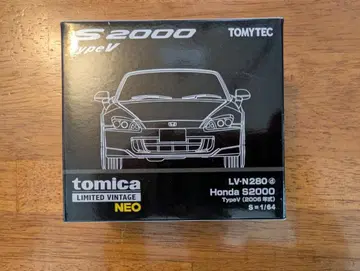 S2000
TypeV
TOMYTEC
tomica
LIMITED VINTAGE
NEO
LV-N280ⓓ
Honda S2000
TypeV (2006年式)
S=1/64